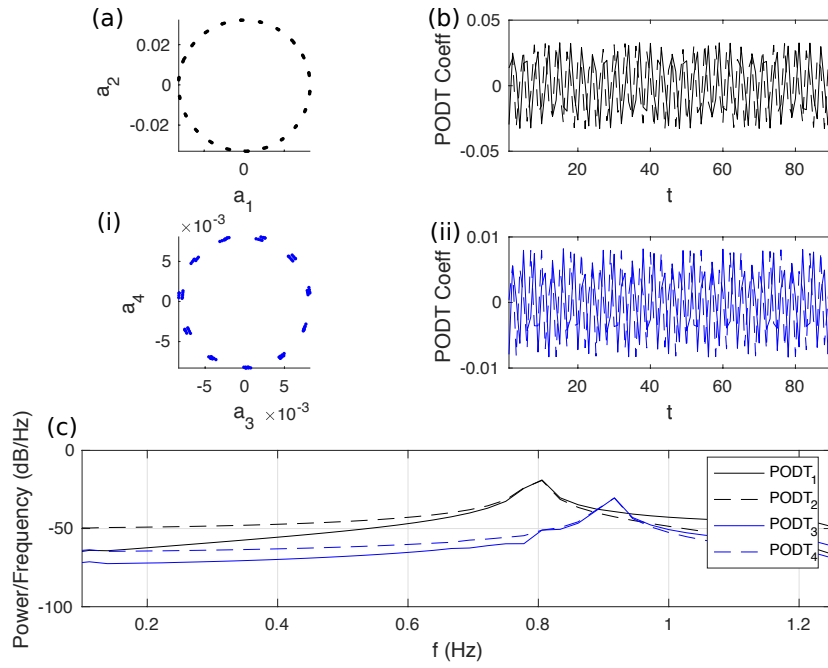 (a)
0.02
0
-0.02
a2
0
a1
(b)
0.05
0
-0.05
PODT Coeff
20 40 60 80
t
(i)
×10-3
5
0
-5
a4
-5 0 5
a3 ×10-3
(ii)
0.01
0
-0.01
PODT Coeff
20 40 60 80
t
(c)
0
-50
-100
Power/Frequency (dB/Hz)
0.2 0.4 0.6 0.8 1 1.2
f (Hz)
PODT1
PODT2
PODT3
PODT4